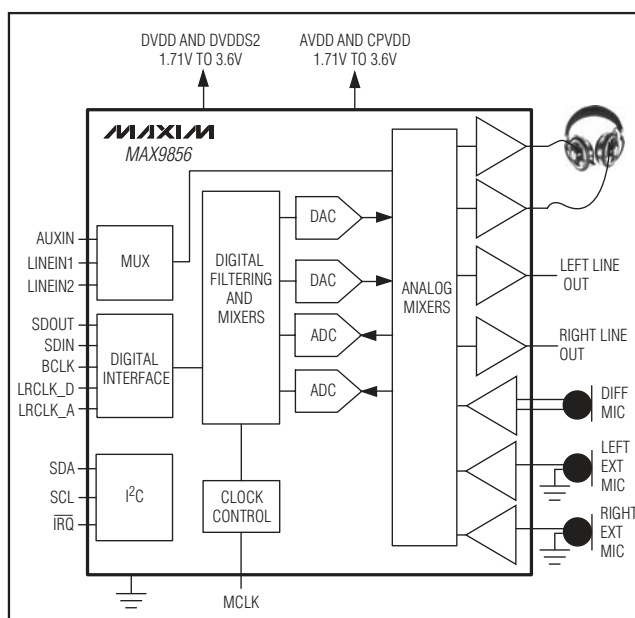 DVDD AND DVDDS2
1.71V TO 3.6V
AVDD AND CPVDD
1.71V TO 3.6V
MAXIM
MAX9856
AUXIN
LINEIN1
LINEIN2
MUX
SDOUT
SDIN
BCLK
LRCLK_D
LRCLK_A
DIGITAL
INTERFACE
SDA
SCL
IRQ
I²C
DIGITAL
FILTERING
AND
MIXERS
CLOCK
CONTROL
MCLK
DAC
DAC
ADC
ADC
ANALOG
MIXERS
LEFT LINE
OUT
RIGHT LINE
OUT
DIFF
MIC
LEFT
EXT
MIC
RIGHT
EXT
MIC